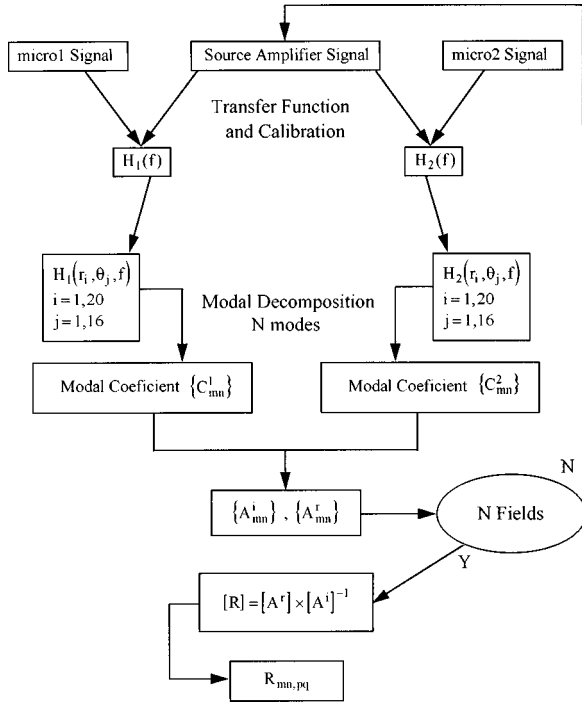 micro1 Signal
Source Amplifier Signal
micro2 Signal
Transfer Function
and Calibration
H₁(f)
H₂(f)
H₁(rᵢ,θⱼ,f)
i=1,20
j=1,16
H₂(rᵢ,θⱼ,f)
i=1,20
j=1,16
Modal Decomposition
N modes
Modal Coeficient {C¹ₘₙ}
Modal Coeficient {C²ₘₙ}
N
{Aⁱₘₙ} , {Aʳₘₙ}
N Fields
Y
[R]=[Aʳ]×[Aⁱ]⁻¹
R_{mn,pq}